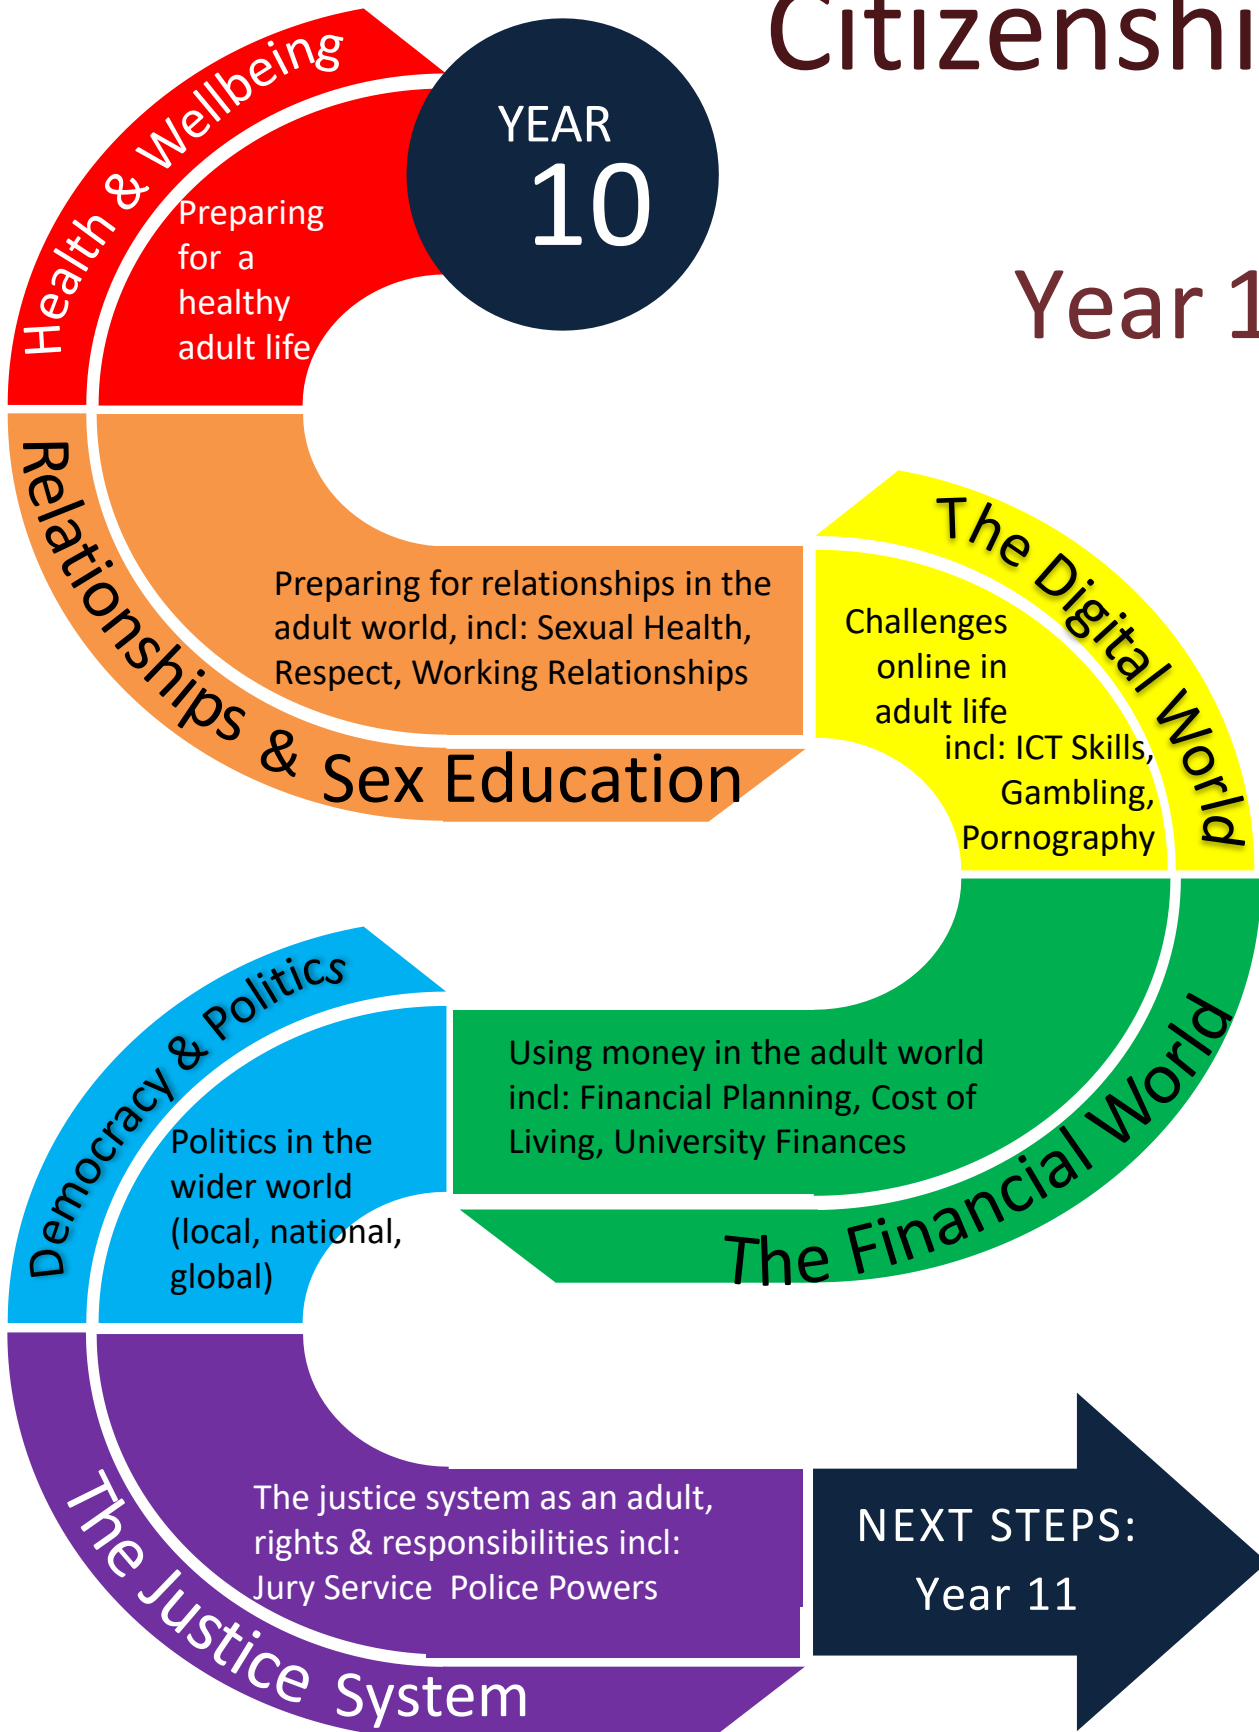 Citizenshi
YEAR
10
Year 1
Health & Wellbeing
Preparing
for a
healthy
adult life
Relationships & Sex Education
Preparing for relationships in the
adult world, incl: Sexual Health,
Respect, Working Relationships
The Digital World
Challenges
online in
adult life
incl: ICT Skills,
Gambling,
Pornography
The Financial World
Using money in the adult world
incl: Financial Planning, Cost of
Living, University Finances
Democracy & Politics
Politics in the
wider world
(local, national,
global)
The Justice System
The justice system as an adult,
rights & responsibilities incl:
Jury Service Police Powers
NEXT STEPS:
Year 11